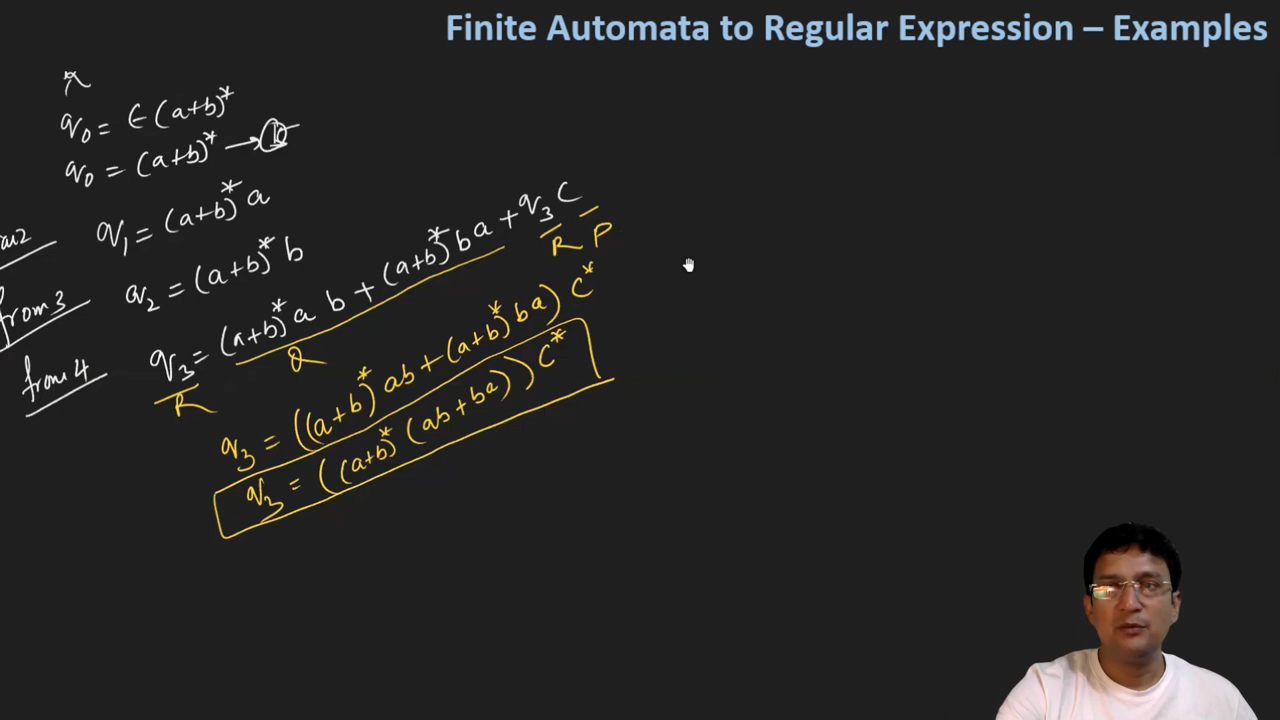 Finite Automata to Regular Expression – Examples
R
q₀ = ∈(a+b)*
q₀ = (a+b)* →
q₁ = (a+b)* a
from 3 q₂ = (a+b)* b
from 4 q₃ = (a+b)* a b + (a+b)* b a + q₃ C
R Q R P
q₃ = ((a+b)* ab + (a+b)* ba) C*
q₃ = ((a+b)* (ab + ba)) C*